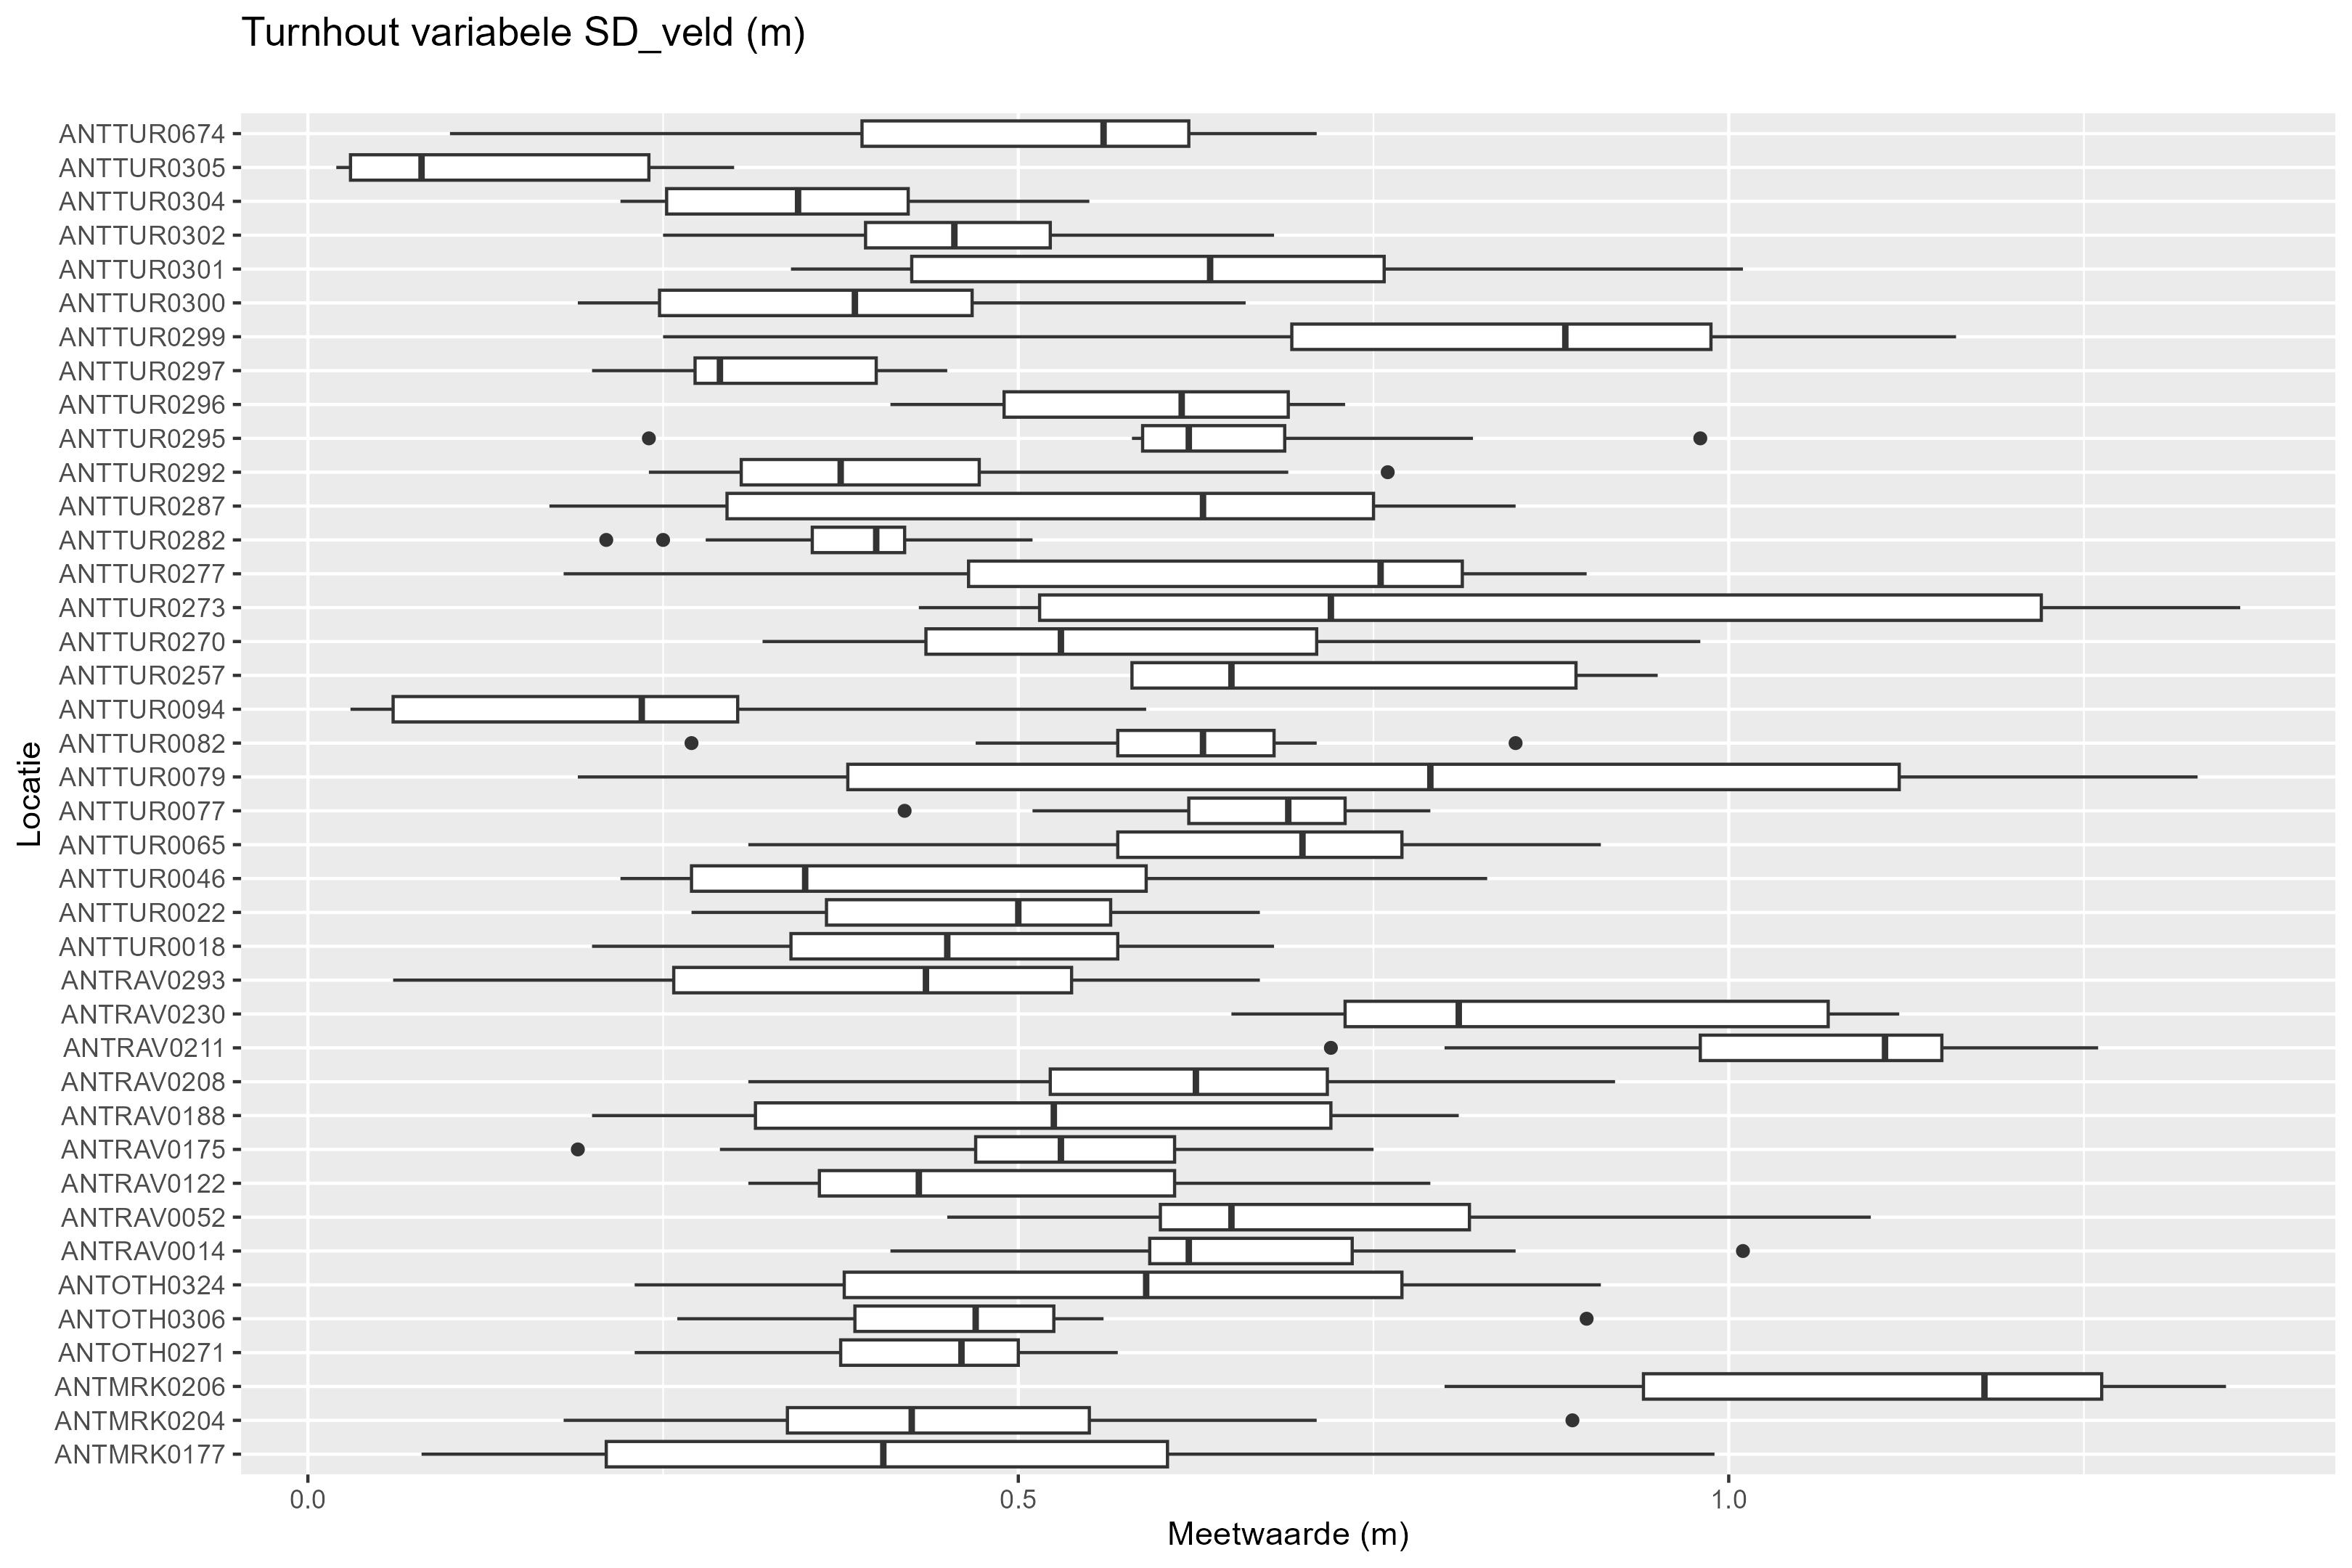 Turnhout variabele SD_veld (m)
ANTTUR0674
ANTTUR0305
ANTTUR0304
ANTTUR0302
ANTTUR0301
ANTTUR0300
ANTTUR0299
ANTTUR0297
ANTTUR0296
ANTTUR0295
ANTTUR0292
ANTTUR0287
ANTTUR0282
ANTTUR0277
ANTTUR0273
ANTTUR0270
ANTTUR0257
ANTTUR0094
ANTTUR0082
ANTTUR0079
ANTTUR0077
ANTTUR0065
ANTTUR0046
ANTTUR0022
ANTTUR0018
ANTRAV0293
ANTRAV0230
ANTRAV0211
ANTRAV0208
ANTRAV0188
ANTRAV0175
ANTRAV0122
ANTRAV0052
ANTRAV0014
ANTOTH0324
ANTOTH0306
ANTOTH0271
ANTMRK0206
ANTMRK0204
ANTMRK0177
Locatie
0.0 0.5 1.0
Meetwaarde (m)